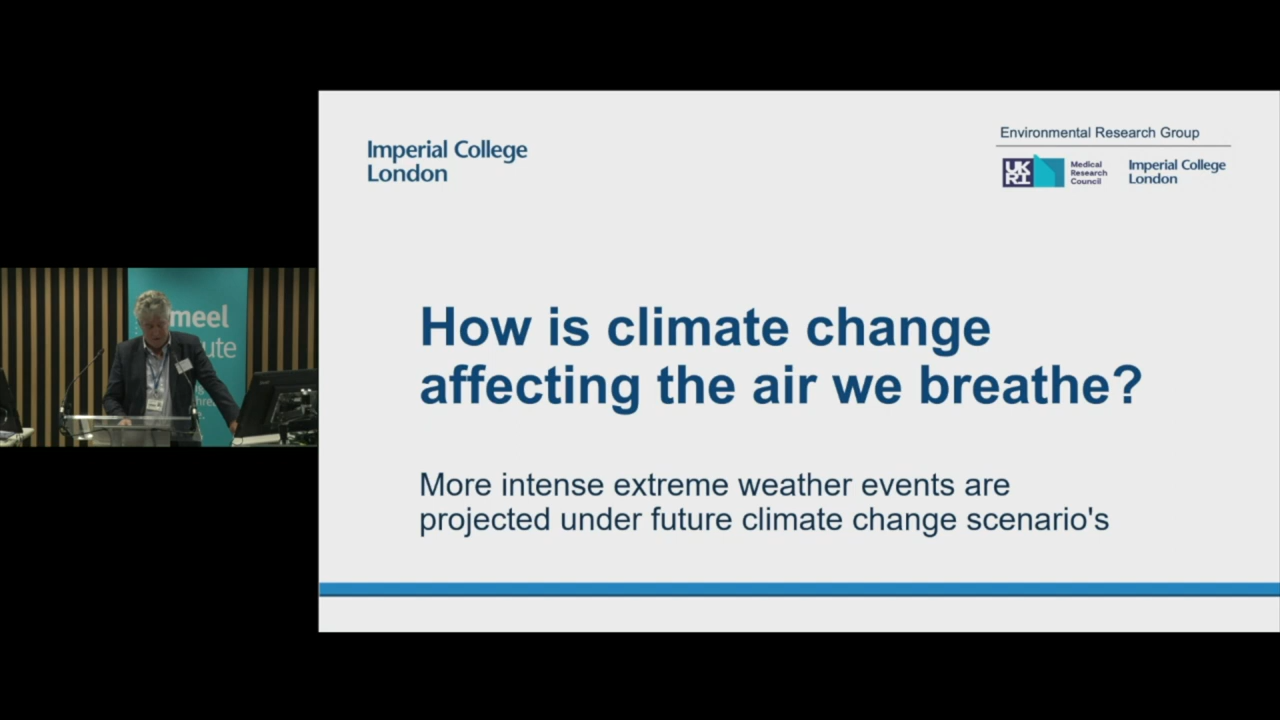 Imperial College
London
Environmental Research Group
UK
RI
Medical
Research
Council
Imperial College
London
How is climate change
affecting the air we breathe?
More intense extreme weather events are
projected under future climate change scenario's
meel
ute